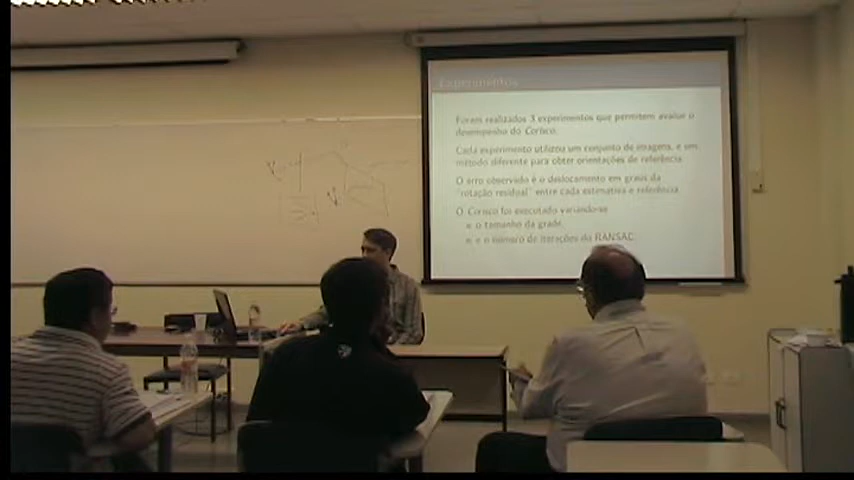 Experimentos
Foram realizados 3 experimentos que permitem avaliar o
desempenho do Corisco.
Cada experimento utilizou um conjunto de imagens, e um
método diferente para obter orientações de referência.
O erro observado é o deslocamento em graus da
"rotação residual" entre cada estimativa e referência.
O Corisco foi executado variando-se
o tamanho da grade,
e o número de iterações do RANSAC.